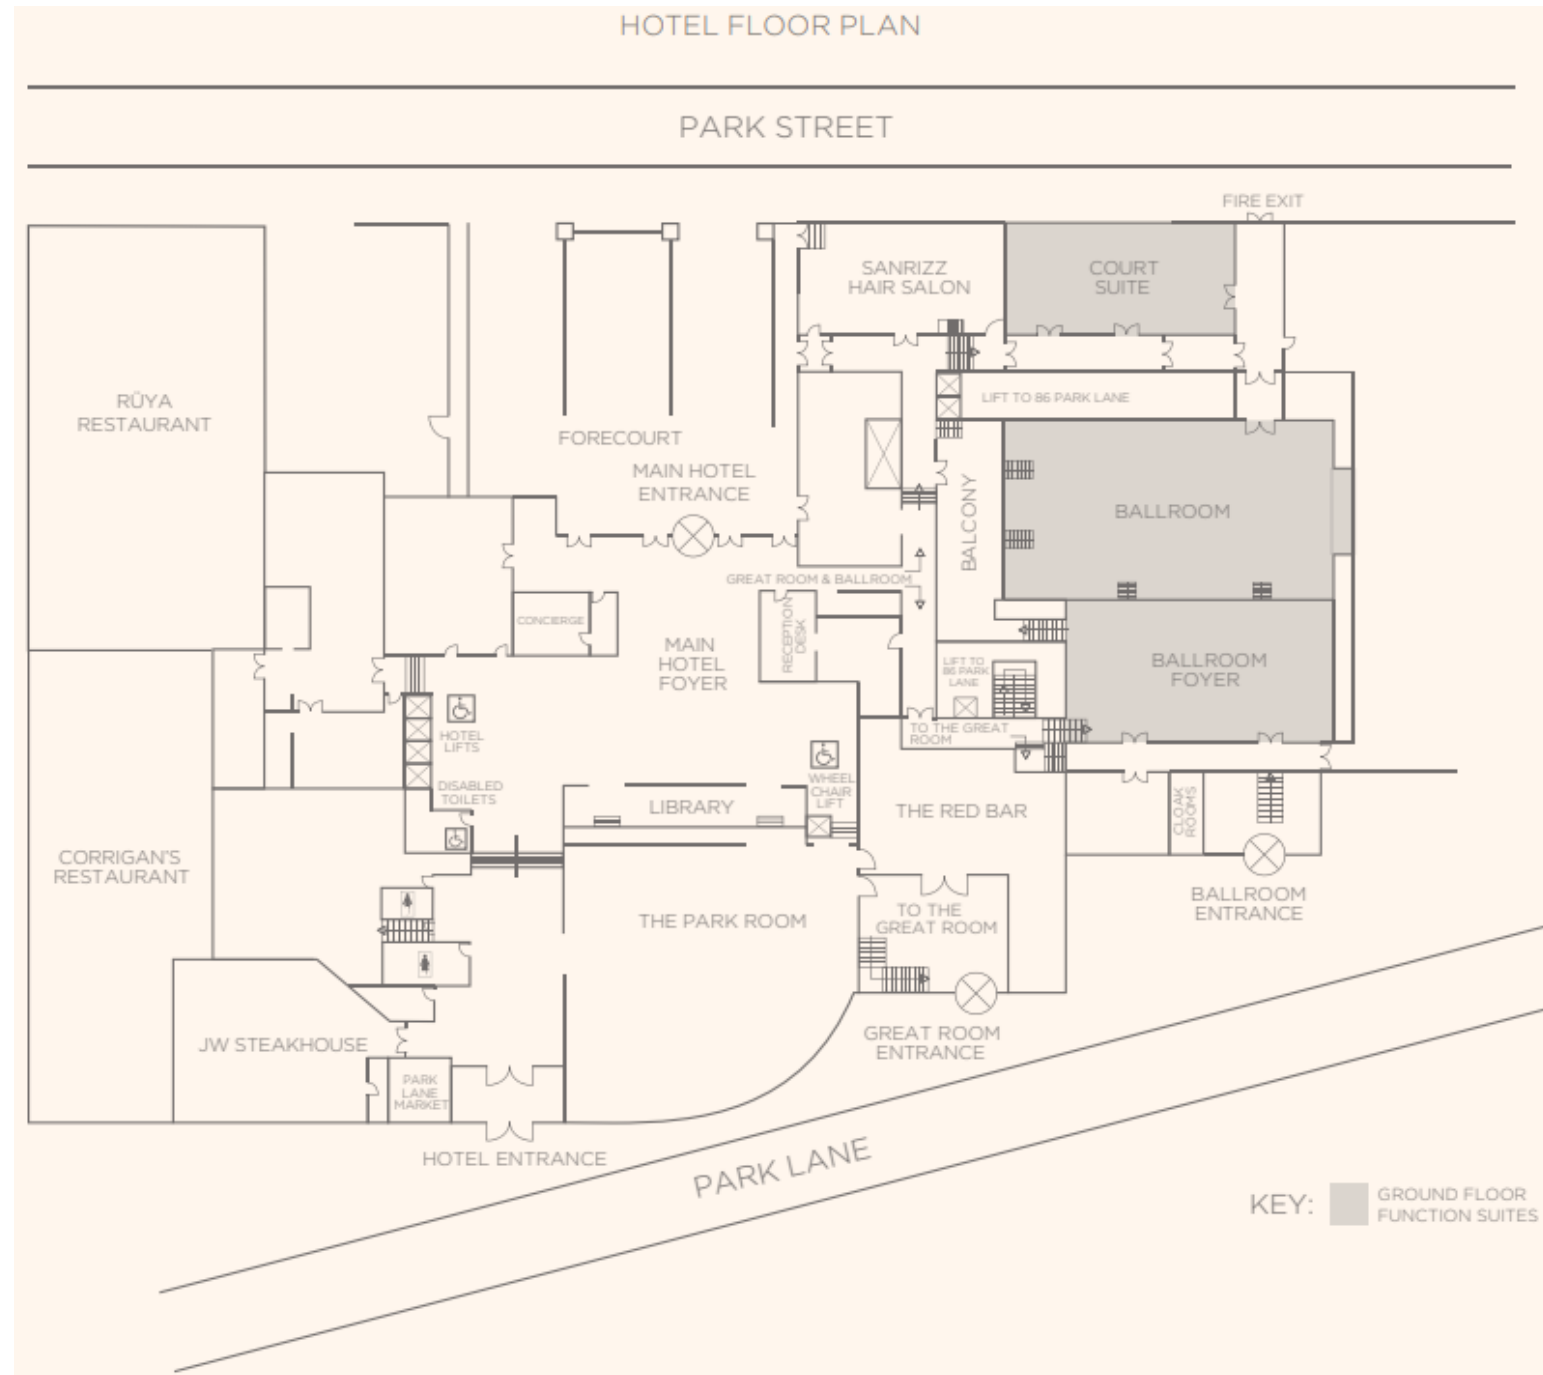 HOTEL FLOOR PLAN
PARK STREET
FIRE EXIT
SANRIZZ
HAIR SALON
COURT
SUITE
RÜYA
RESTAURANT
LIFT TO 86 PARK LANE
FORECOURT
MAIN HOTEL
ENTRANCE
BALCONY
BALLROOM
GREAT ROOM & BALLROOM
CONCIERGE
RECEPTION
DESK
MAIN
HOTEL
FOYER
LIFT TO
86 PARK
LANE
BALLROOM
FOYER
HOTEL
LIFTS
TO THE GREAT
ROOM
DISABLED
TOILETS
WHEEL
CHAIR
LIFT
LIBRARY
THE RED BAR
CLOAK
ROOMS
CORRIGAN'S
RESTAURANT
BALLROOM
ENTRANCE
THE PARK ROOM
TO THE
GREAT ROOM
JW STEAKHOUSE
GREAT ROOM
ENTRANCE
PARK
LANE
MARKET
HOTEL ENTRANCE
PARK LANE
KEY:
GROUND FLOOR
FUNCTION SUITES